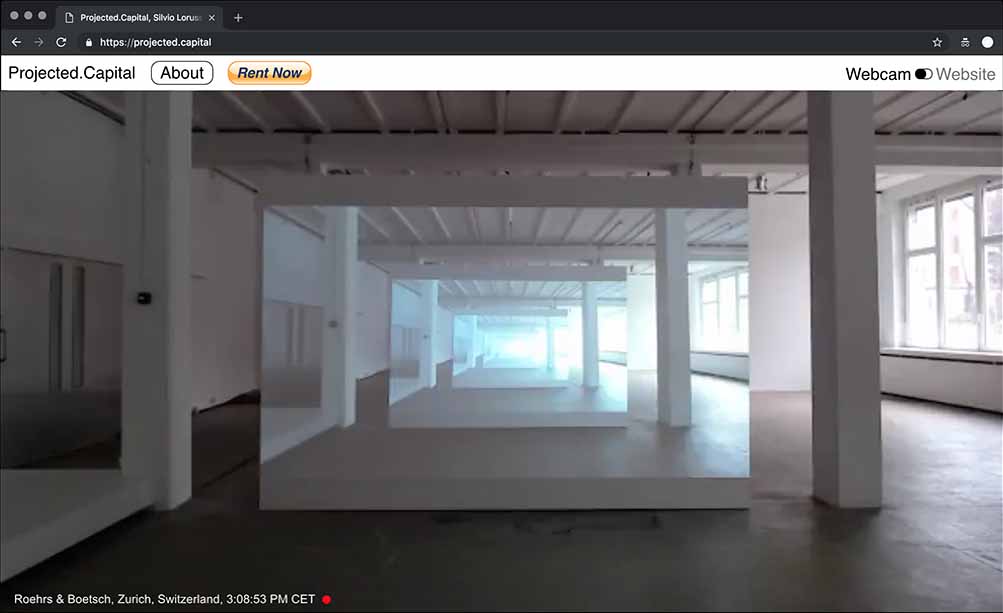 Projected.Capital, Silvio Loruss
https://projected.capital
Projected.Capital About Rent Now Webcam Website
Roehrs & Boetsch, Zurich, Switzerland, 3:08:53 PM CET